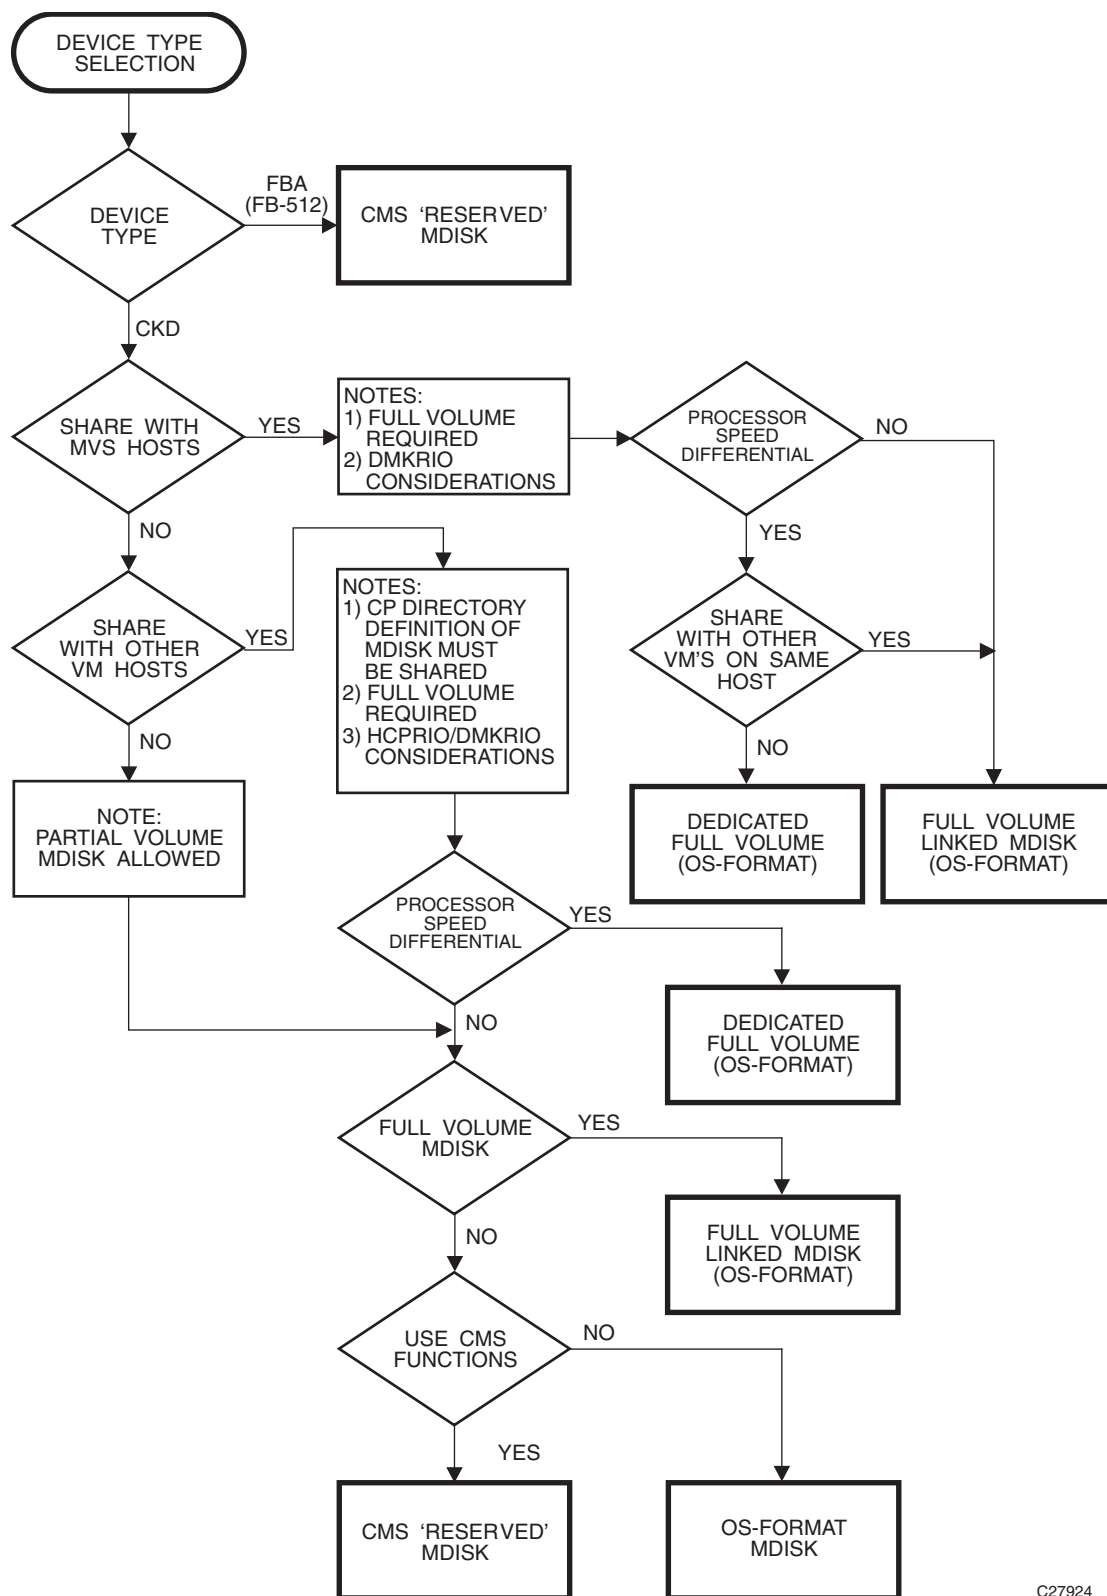 DEVICE TYPE
SELECTION
DEVICE
TYPE
FBA
(FB-512)
CMS ‘RESERVED’
MDISK
CKD
SHARE WITH
MVS HOSTS
YES
NOTES:
1) FULL VOLUME
REQUIRED
2) DMKRIO
CONSIDERATIONS
PROCESSOR
SPEED
DIFFERENTIAL
NO
YES
NO
SHARE
WITH OTHER
VM HOSTS
YES
NOTES:
1) CP DIRECTORY
DEFINITION OF
MDISK MUST
BE SHARED
2) FULL VOLUME
REQUIRED
3) HCPRIO/DMKRIO
CONSIDERATIONS
SHARE
WITH OTHER
VM'S ON SAME
HOST
YES
NO
NO
NOTE:
PARTIAL VOLUME
MDISK ALLOWED
DEDICATED
FULL VOLUME
(OS-FORMAT)
FULL VOLUME
LINKED MDISK
(OS-FORMAT)
PROCESSOR
SPEED
DIFFERENTIAL
YES
DEDICATED
FULL VOLUME
(OS-FORMAT)
NO
FULL VOLUME
MDISK
YES
FULL VOLUME
LINKED MDISK
(OS-FORMAT)
NO
USE CMS
FUNCTIONS
NO
YES
CMS ‘RESERVED’
MDISK
OS-FORMAT
MDISK
C27924